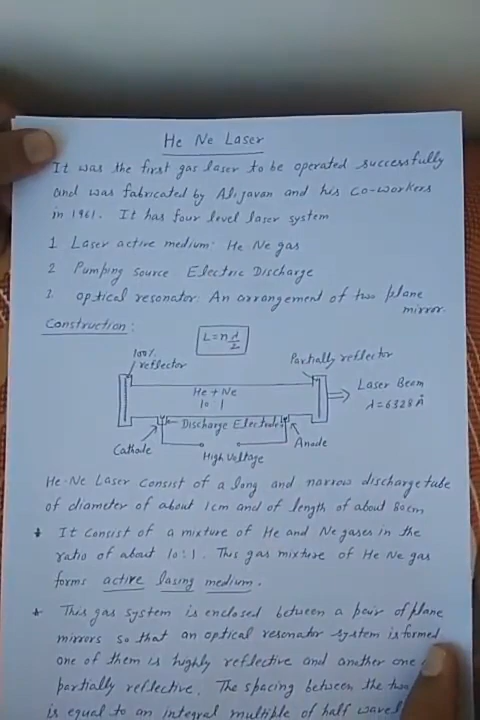 He Ne Laser
It was the first gas laser to be operated successfully
and was fabricated by Ali javan and his Co-workers
in 1961. It has four level laser system
1 Laser active medium: He Ne gas
2 Pumping source Electric Discharge
optical resonator: An arrangement of two plane
mirror.
Construction:
L=nλ/2
100%
reflector
Partially reflector
He + Ne
10 : 1
Laser Beam
λ=6328Å
Discharge Electrodes
Cathode
Anode
High Voltage
He-Ne Laser consist of a long and narrow discharge tube
of diameter of about 1cm and of length of about 80cm
* It consist of a mixture of He and Ne gases in the
ratio of about 10:1. This gas mixture of He Ne gas
forms active lasing medium.
* This gas system is enclosed between a pair of plane
mirrors so that an optical resonator system is formed
one of them is highly reflective and another one
partially reflective. The spacing between the two
is equal to an integral multiple of half wavel